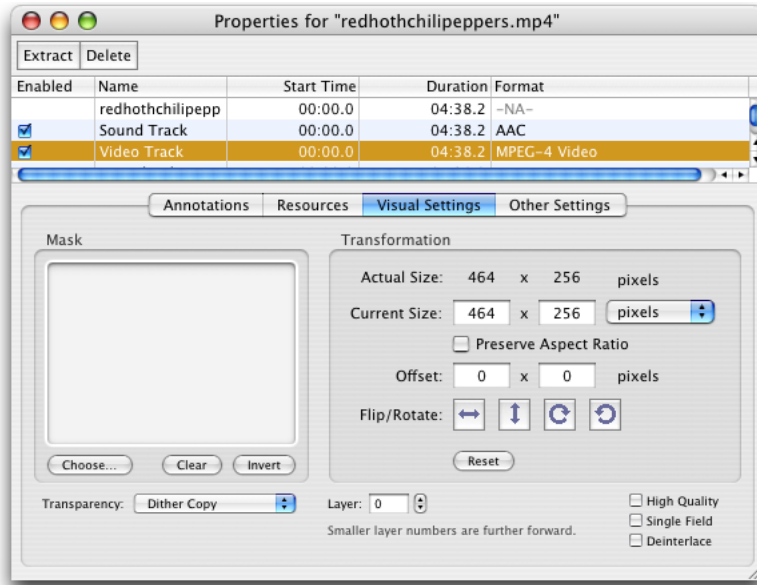 Properties for "redhothchilipeppers.mp4"
Extract Delete
Enabled Name Start Time Duration Format
redhothchilipepp 00:00.0 04:38.2 -NA-
Sound Track 00:00.0 04:38.2 AAC
Video Track 00:00.0 04:38.2 MPEG-4 Video
Annotations Resources Visual Settings Other Settings
Mask
Transformation
Actual Size: 464 x 256 pixels
Current Size: 464 x 256 pixels
Preserve Aspect Ratio
Offset: 0 x 0 pixels
Flip/Rotate:
Choose... Clear Invert
Reset
Transparency: Dither Copy
Layer: 0
Smaller layer numbers are further forward.
High Quality
Single Field
Deinterlace